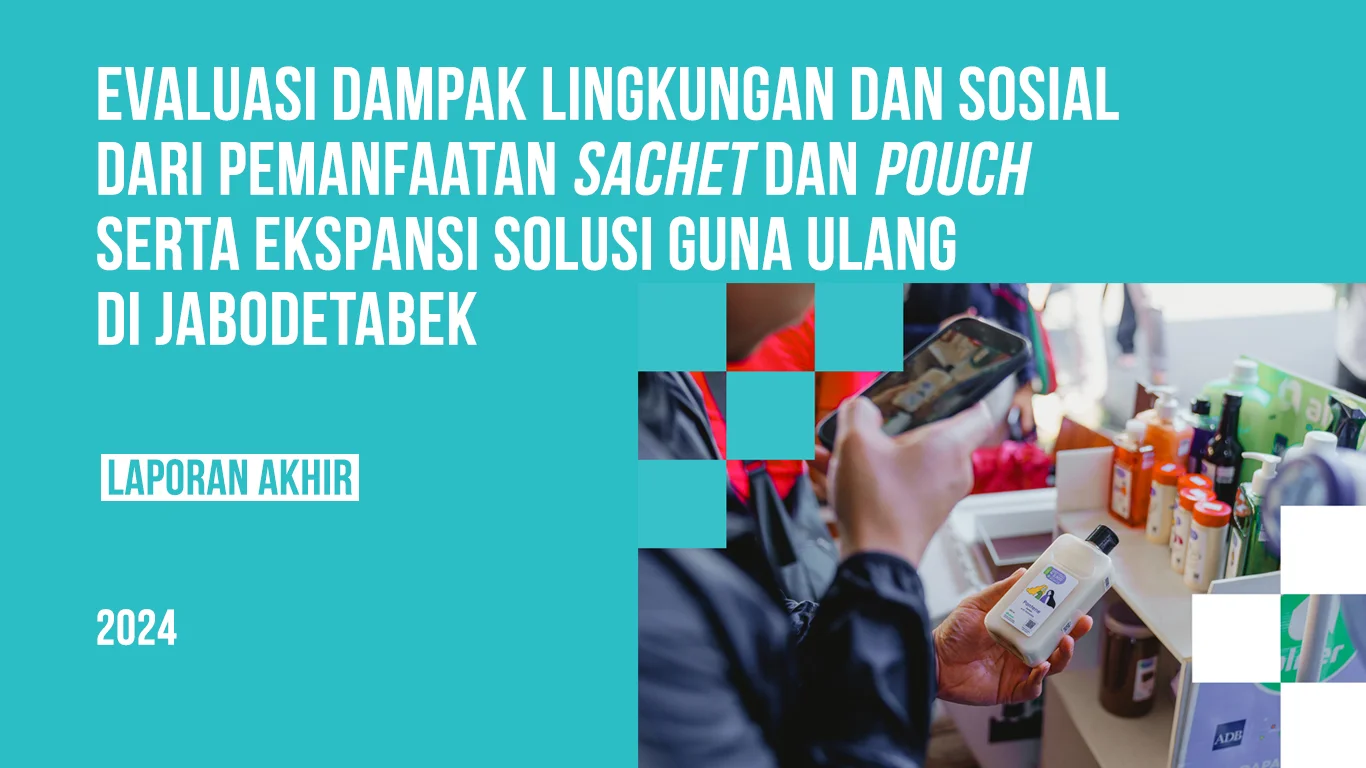 EVALUASI DAMPAK LINGKUNGAN DAN SOSIAL
DARI PEMANFAATAN SACHET DAN POUCH
SERTA EKSPANSI SOLUSI GUNA ULANG
DI JABODETABEK
LAPORAN AKHIR
2024
ADB